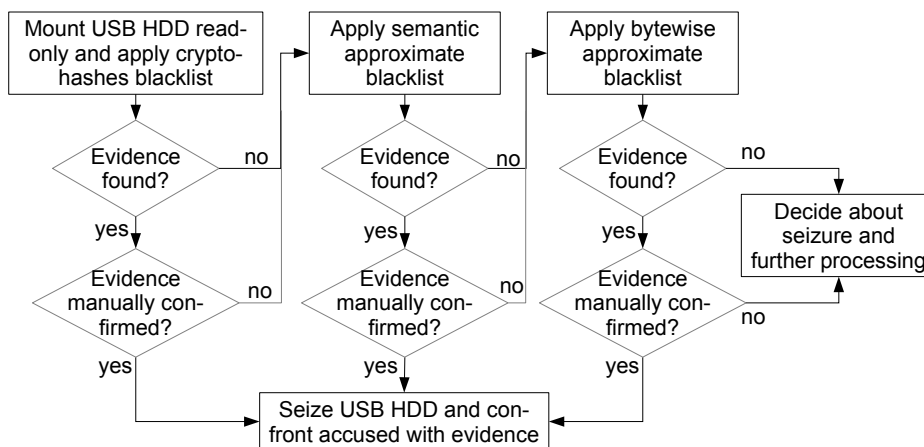 Mount USB HDD read-
only and apply crypto-
hashes blacklist
Apply semantic
approximate
blacklist
Apply bytewise
approximate
blacklist
Evidence
found?
no
yes
Evidence
found?
no
yes
Evidence
found?
no
yes
Decide about
seizure and
further processing
Evidence
manually con-
firmed?
no
yes
Evidence
manually con-
firmed?
no
yes
Evidence
manually con-
firmed?
no
yes
Seize USB HDD and con-
front accused with evidence